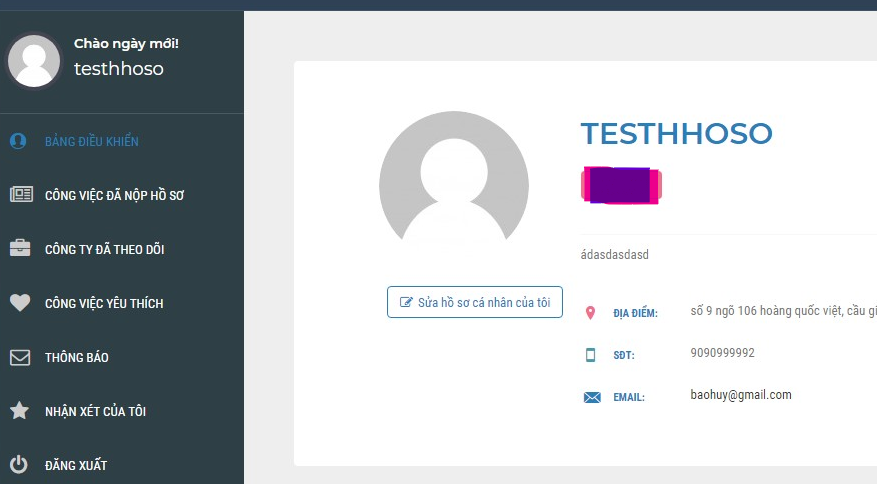 Chào ngày mới!
testhhoso
BẢNG ĐIỀU KHIỂN
CÔNG VIỆC ĐÃ NỘP HỒ SƠ
CÔNG TY ĐÃ THEO DÕI
CÔNG VIỆC YÊU THÍCH
THÔNG BÁO
NHẬN XÉT CỦA TÔI
ĐĂNG XUẤT
Sửa hồ sơ cá nhân của tôi
TESTHHOSO
ádasdasdasd
ĐỊA ĐIỂM: số 9 ngõ 106 hoàng quốc việt, cầu gi
SĐT: 9090999992
EMAIL: baohuy@gmail.com